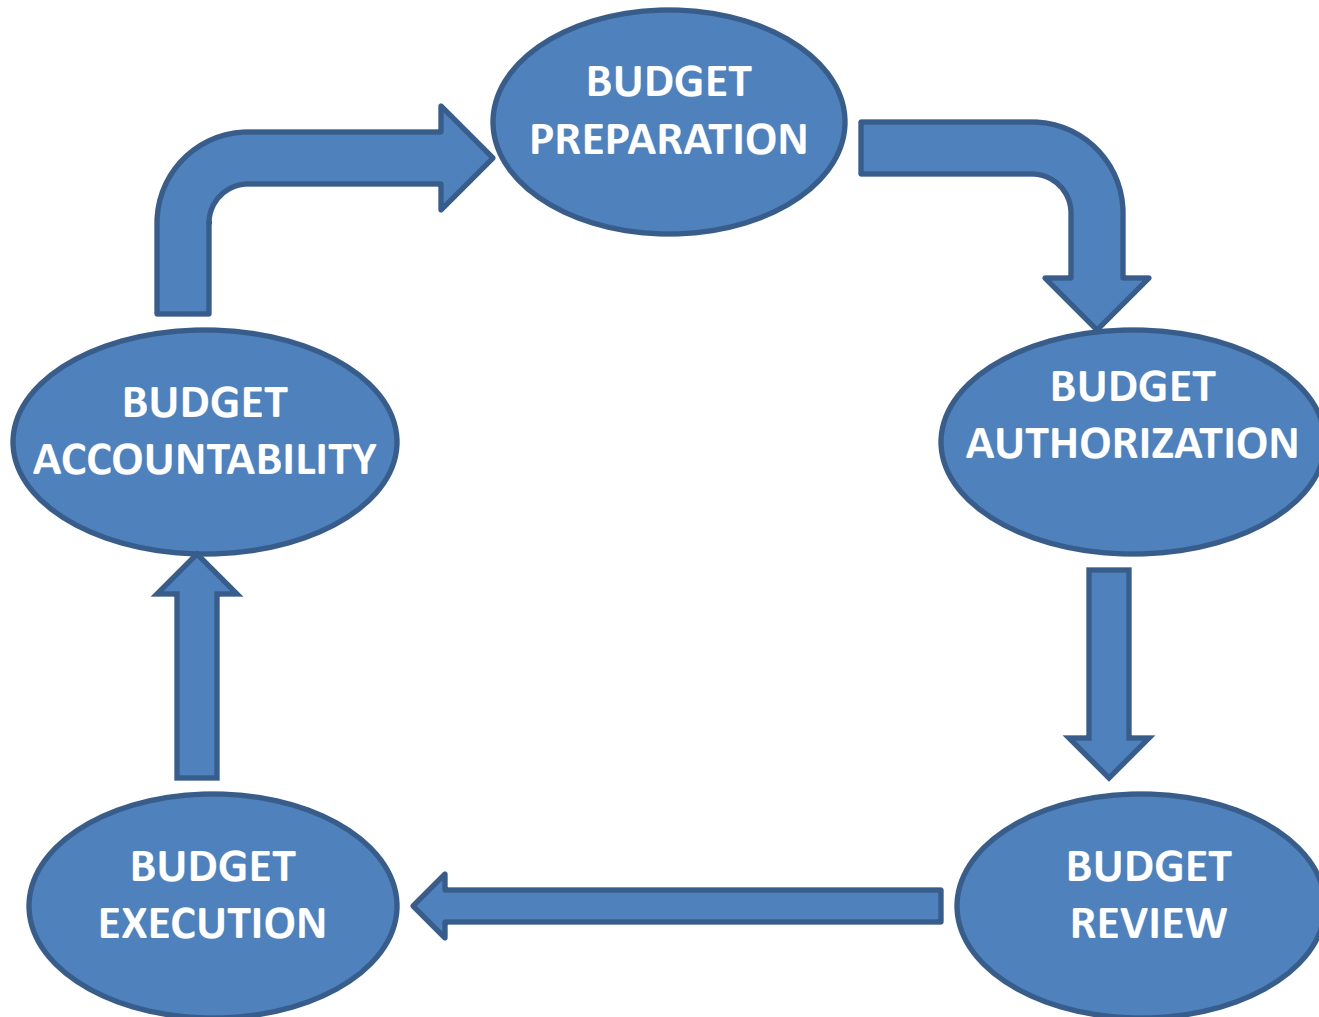 BUDGET
PREPARATION
BUDGET
AUTHORIZATION
BUDGET
REVIEW
BUDGET
EXECUTION
BUDGET
ACCOUNTABILITY